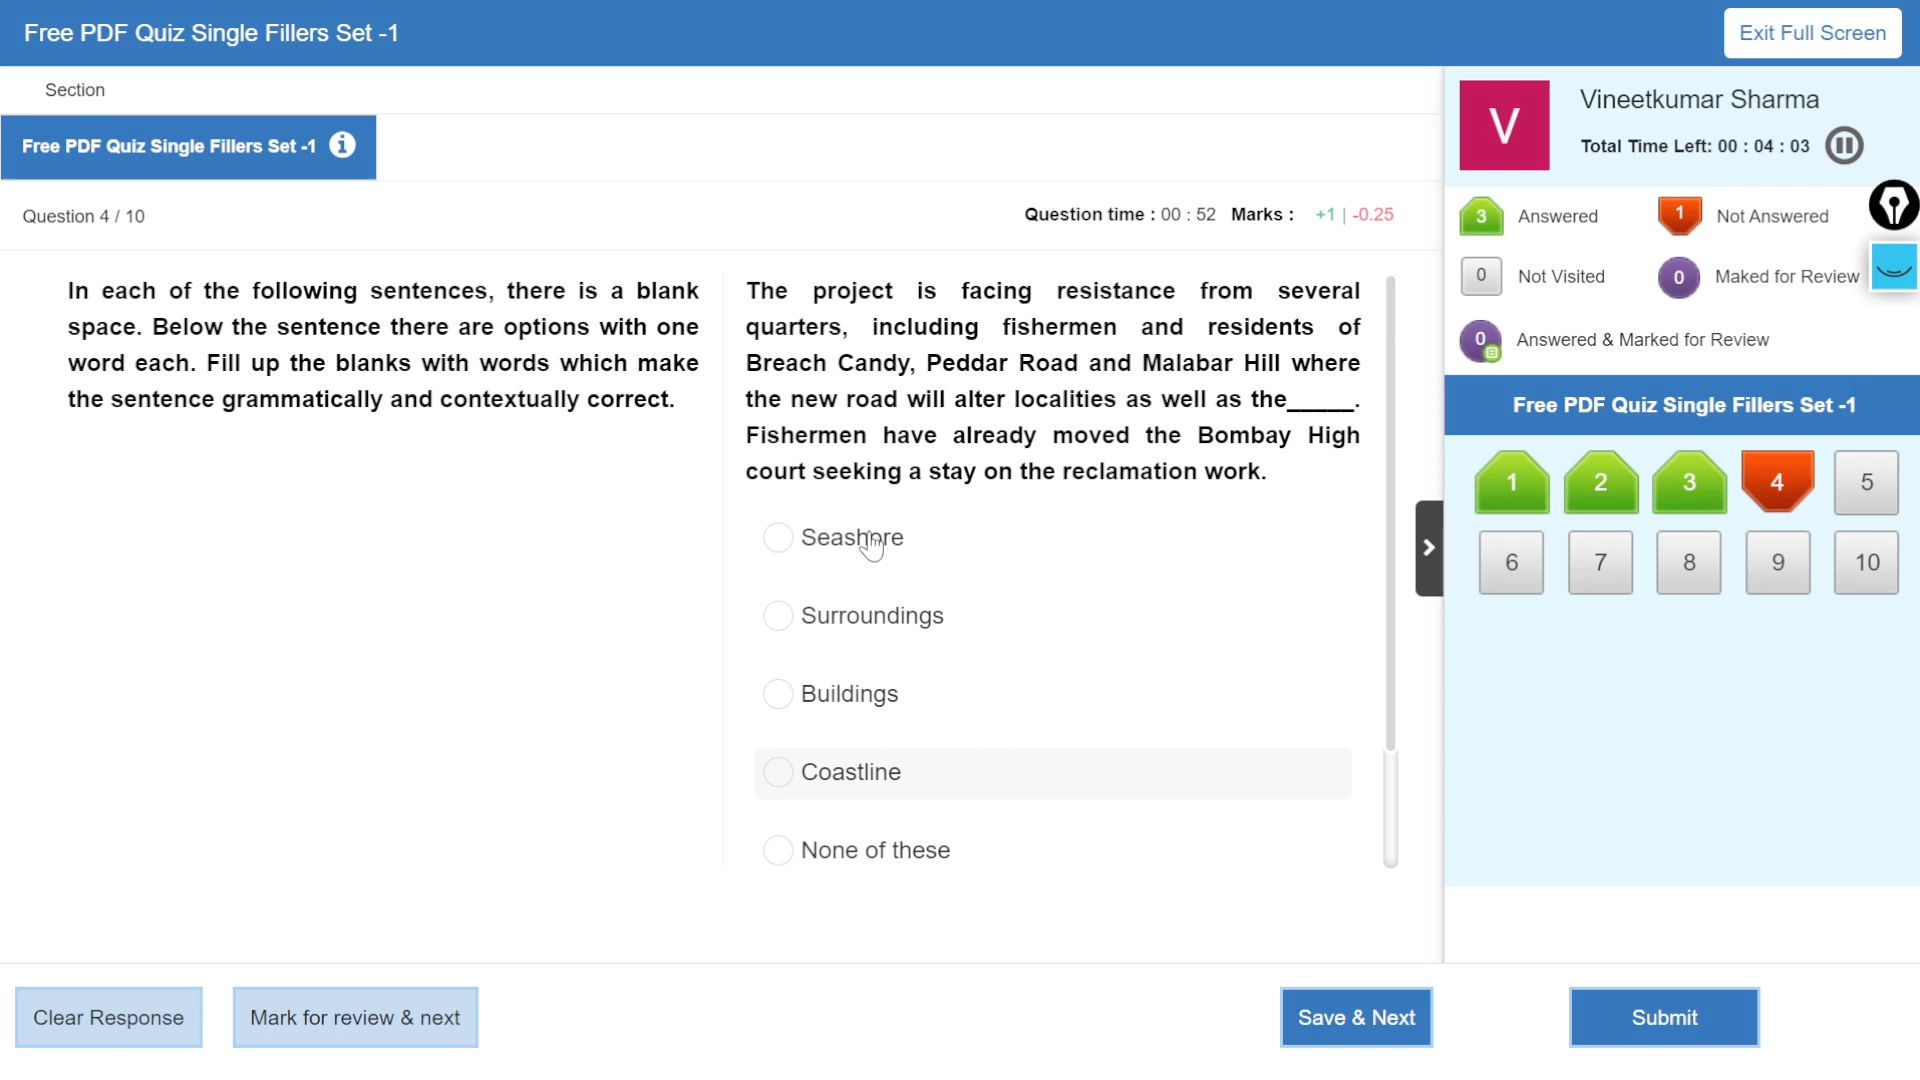 Free PDF Quiz Single Fillers Set -1
Exit Full Screen
Section
Free PDF Quiz Single Fillers Set -1
Question 4 / 10
Question time : 00 : 52 Marks : +1 | -0.25
In each of the following sentences, there is a blank
space. Below the sentence there are options with one
word each. Fill up the blanks with words which make
the sentence grammatically and contextually correct.
The project is facing resistance from several
quarters, including fishermen and residents of
Breach Candy, Peddar Road and Malabar Hill where
the new road will alter localities as well as the_____.
Fishermen have already moved the Bombay High
court seeking a stay on the reclamation work.
Seashore
Surroundings
Buildings
Coastline
None of these
V
Vineetkumar Sharma
Total Time Left: 00 : 04 : 03
3 Answered
1 Not Answered
0 Not Visited
0 Maked for Review
0 Answered & Marked for Review
Free PDF Quiz Single Fillers Set -1
1 2 3 4 5
6 7 8 9 10
Clear Response
Mark for review & next
Save & Next
Submit